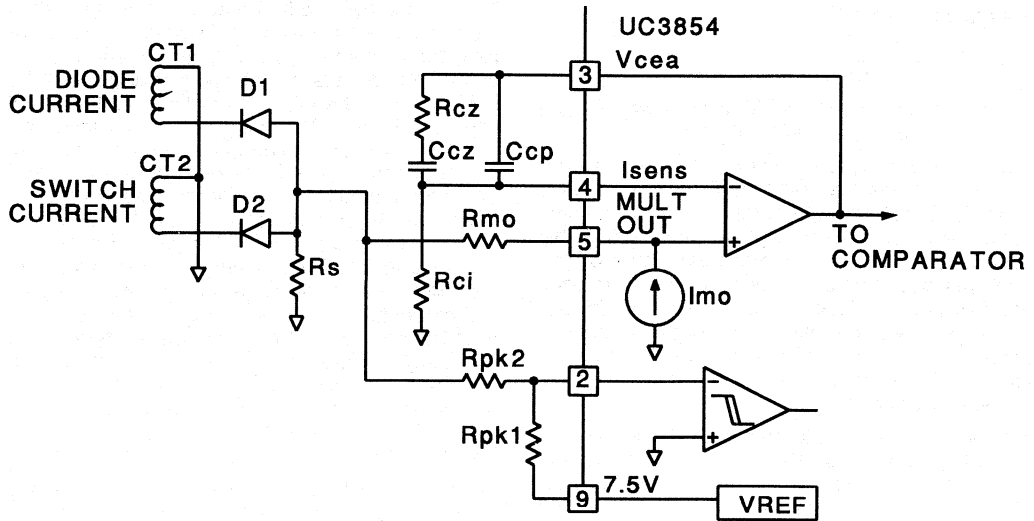 UC3854
CT1
DIODE
CURRENT
D1
3
Vcea
Rcz
Ccz
Ccp
CT2
SWITCH
CURRENT
D2
4
Isens
MULT
OUT
Rmo
5
TO
COMPARATOR
Rs
Rci
Imo
Rpk2
2
Rpk1
9
7.5V
VREF
−
+
−
+